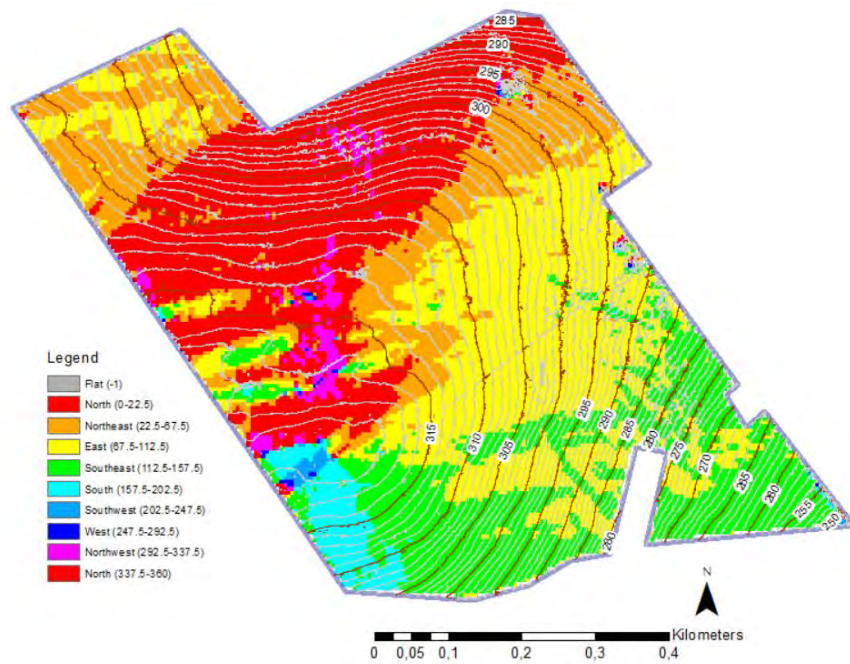 285
290
295
300
Legend
Flat (-1)
North (0-22.5)
Northeast (22.5-67.5)
East (67.5-112.5)
Southeast (112.5-157.5)
South (157.5-202.5)
Southwest (202.5-247.5)
West (247.5-292.5)
Northwest (292.5-337.5)
North (337.5-360)
315
310
305
295
290
285
280
275
270
265
260
255
250
280
N
Kilometers
0 0,05 0,1 0,2 0,3 0,4